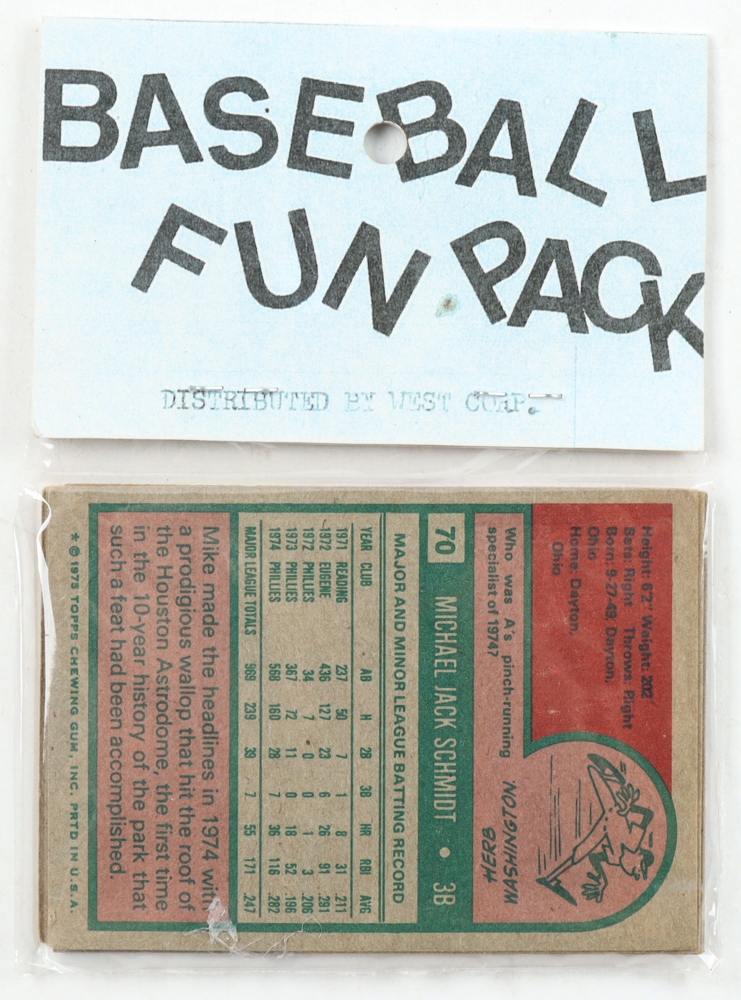 BASEBALL
FUN PACK
DISTRIBUTED BY WEST CORP.
Height: 6'2" Weight: 202
Bats: Right Throws: Right
Born: 9-27-49, Dayton,
Ohio
Home: Dayton,
Ohio
Who was A's pinch-running
specialist of 1974?
HERB
WASHINGTON.
70 MICHAEL JACK SCHMIDT • 3B
MAJOR AND MINOR LEAGUE BATTING RECORD
YEAR CLUB AB H 2B 3B HR RBI AVG
1971 READING 237 50 7 1 8 31 .211
1972 EUGENE 436 127 23 6 26 91 .291
1972 PHILLIES 34 7 0 0 1 3 .206
1973 PHILLIES 367 72 11 0 18 52 .196
1974 PHILLIES 568 160 28 7 36 116 .282
MAJOR LEAGUE TOTALS 969 239 39 7 55 171 .247
Mike made the headlines in 1974 with
a prodigious wallop that hit the roof of
the Houston Astrodome, the first time
in the 10-year history of the park that
such a feat had been accomplished.
* © 1975 TOPPS CHEWING GUM, INC. PRTD IN U.S.A.